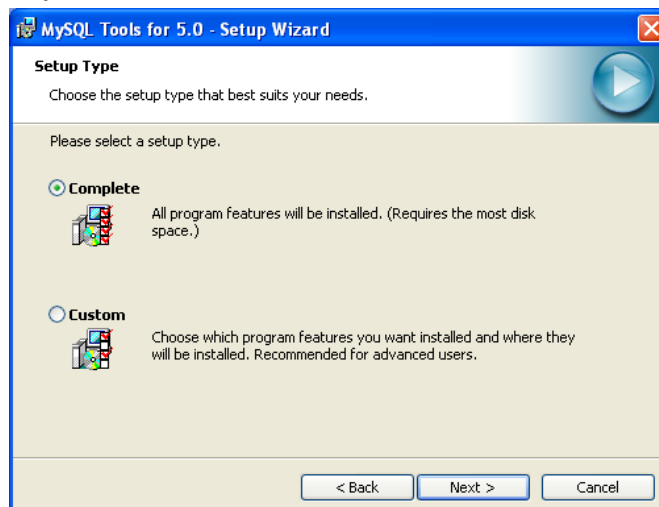 MySQL Tools for 5.0 - Setup Wizard
Setup Type
Choose the setup type that best suits your needs.
Please select a setup type.
Complete
All program features will be installed. (Requires the most disk
space.)
Custom
Choose which program features you want installed and where they
will be installed. Recommended for advanced users.
< Back Next > Cancel